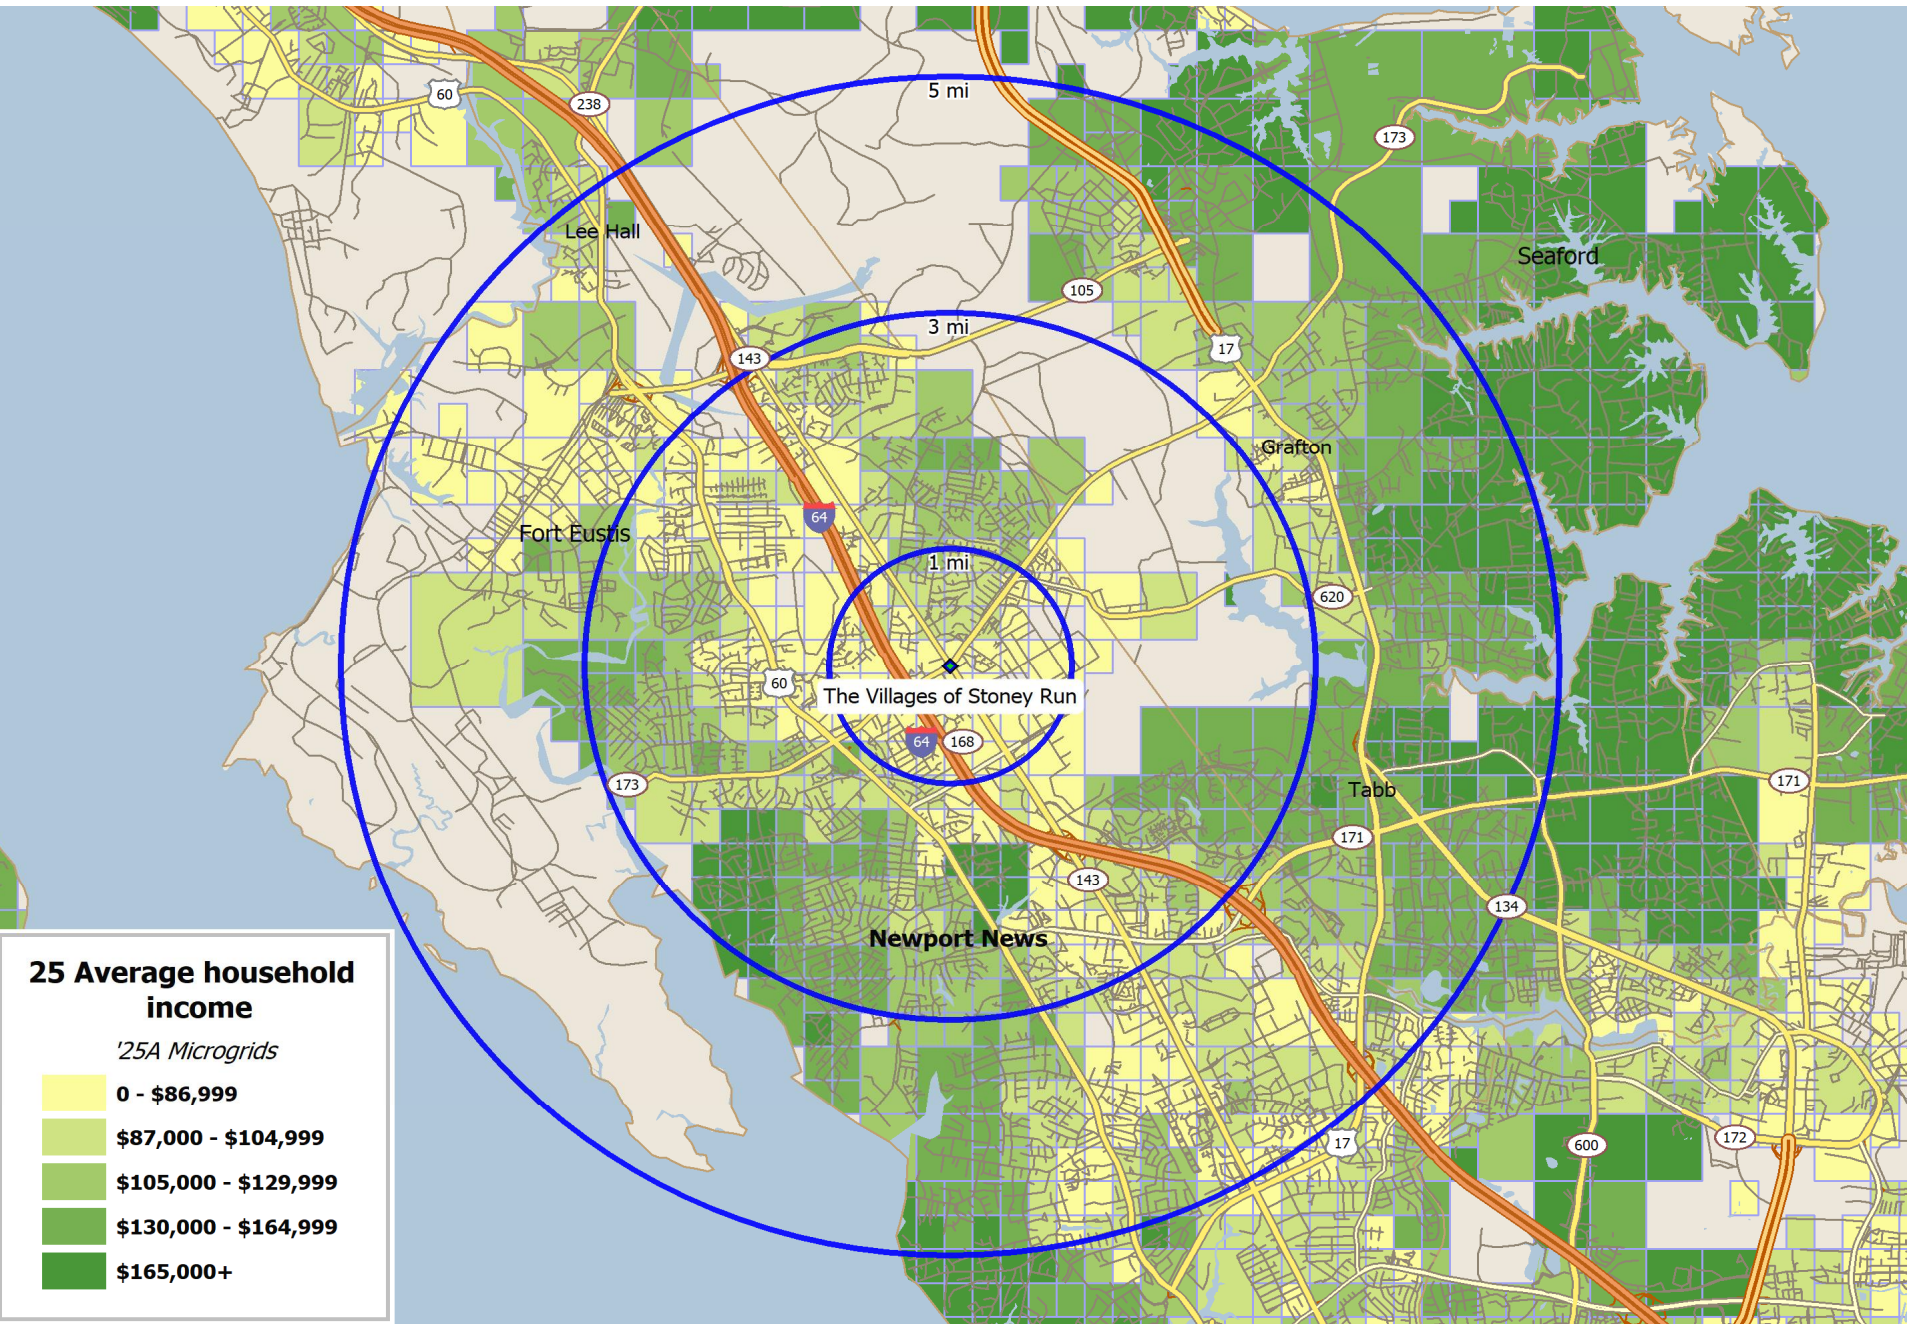 5 mi
60
238
173
Lee Hall
Seaford
105
3 mi
17
143
Grafton
64
Fort Eustis
1 mi
620
60
The Villages of Stoney Run
64
168
173
171
Tabb
171
143
134
Newport News
25 Average household
income
'25A Microgrids
0 - $86,999
$87,000 - $104,999
$105,000 - $129,999
$130,000 - $164,999
$165,000+
17
600
172